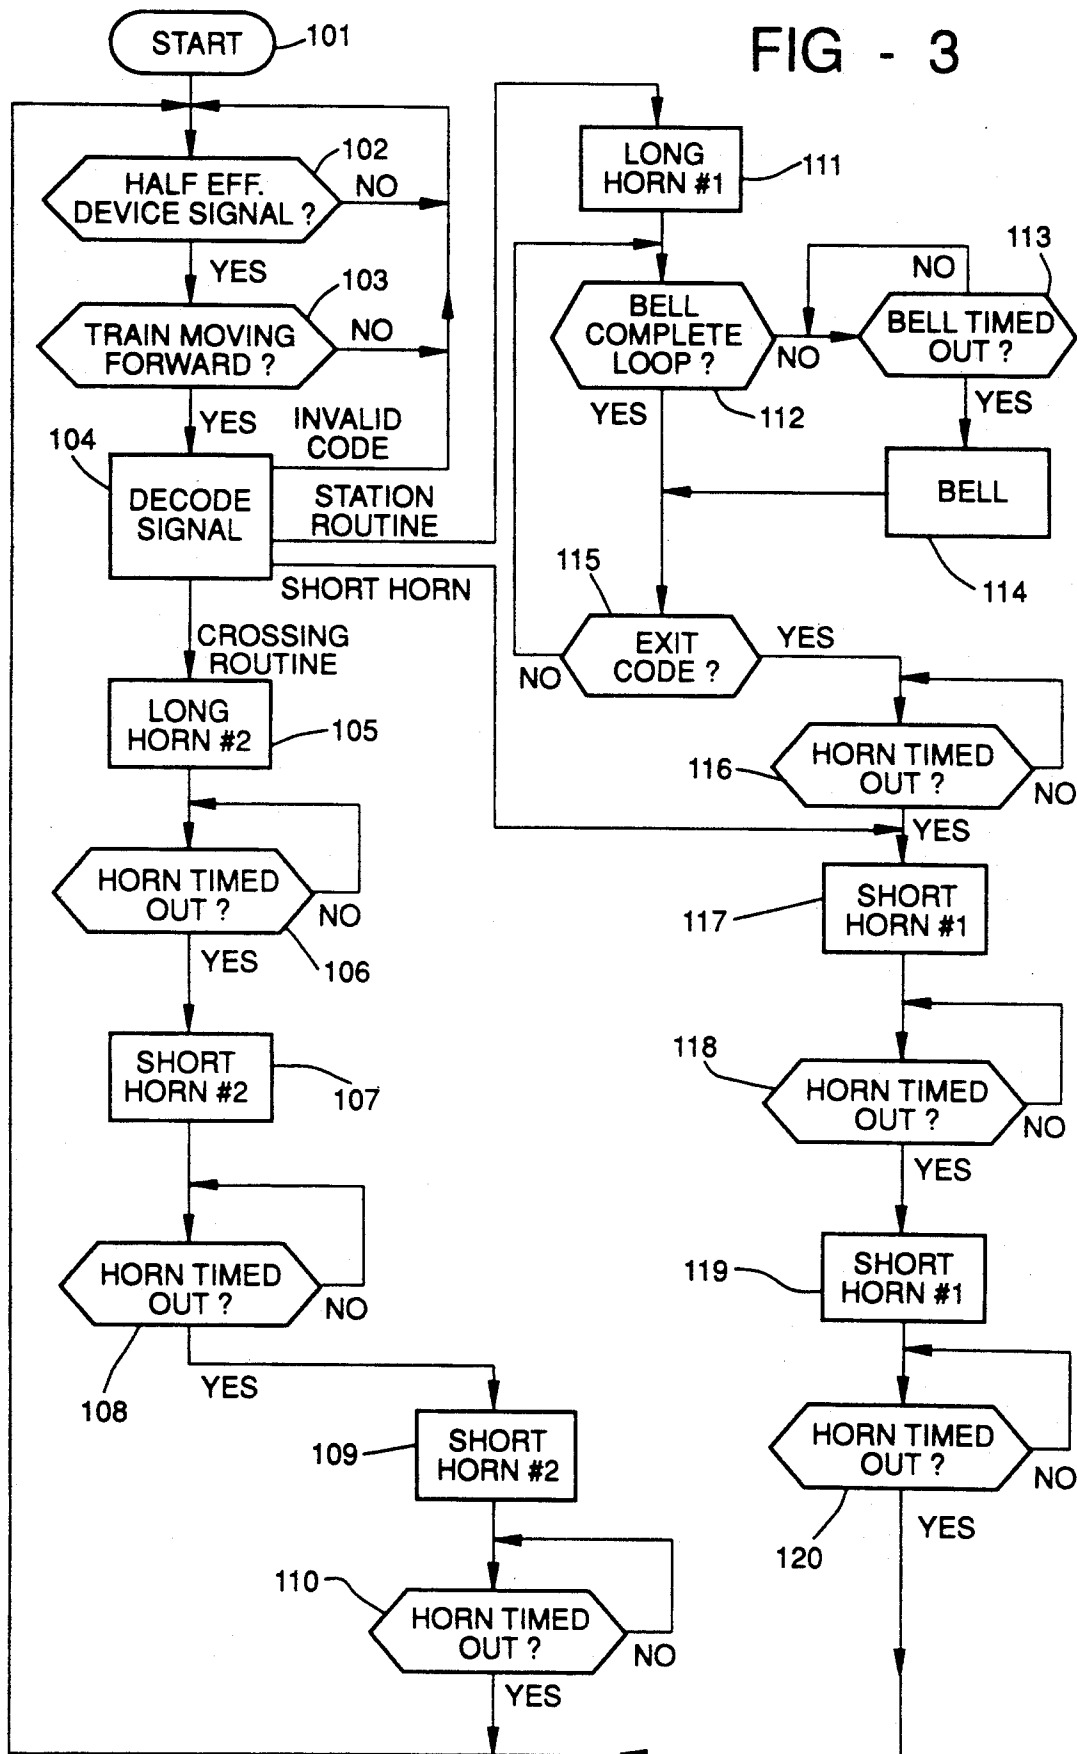 FIG - 3
START
101
HALF EFF.
DEVICE SIGNAL ?
102
NO
YES
TRAIN MOVING
FORWARD ?
103
NO
YES
INVALID
CODE
104
DECODE
SIGNAL
STATION
ROUTINE
SHORT HORN
CROSSING
ROUTINE
LONG
HORN #2
105
HORN TIMED
OUT ?
NO
YES
106
SHORT
HORN #2
107
HORN TIMED
OUT ?
NO
108
YES
109
SHORT
HORN #2
110
HORN TIMED
OUT ?
NO
YES
LONG
HORN #1
111
BELL
COMPLETE
LOOP ?
NO
YES
112
113
NO
BELL TIMED
OUT ?
YES
BELL
114
115
EXIT
CODE ?
YES
NO
HORN TIMED
OUT ?
116
NO
YES
SHORT
HORN #1
117
118
HORN TIMED
OUT ?
NO
YES
119
SHORT
HORN #1
HORN TIMED
OUT ?
NO
120
YES